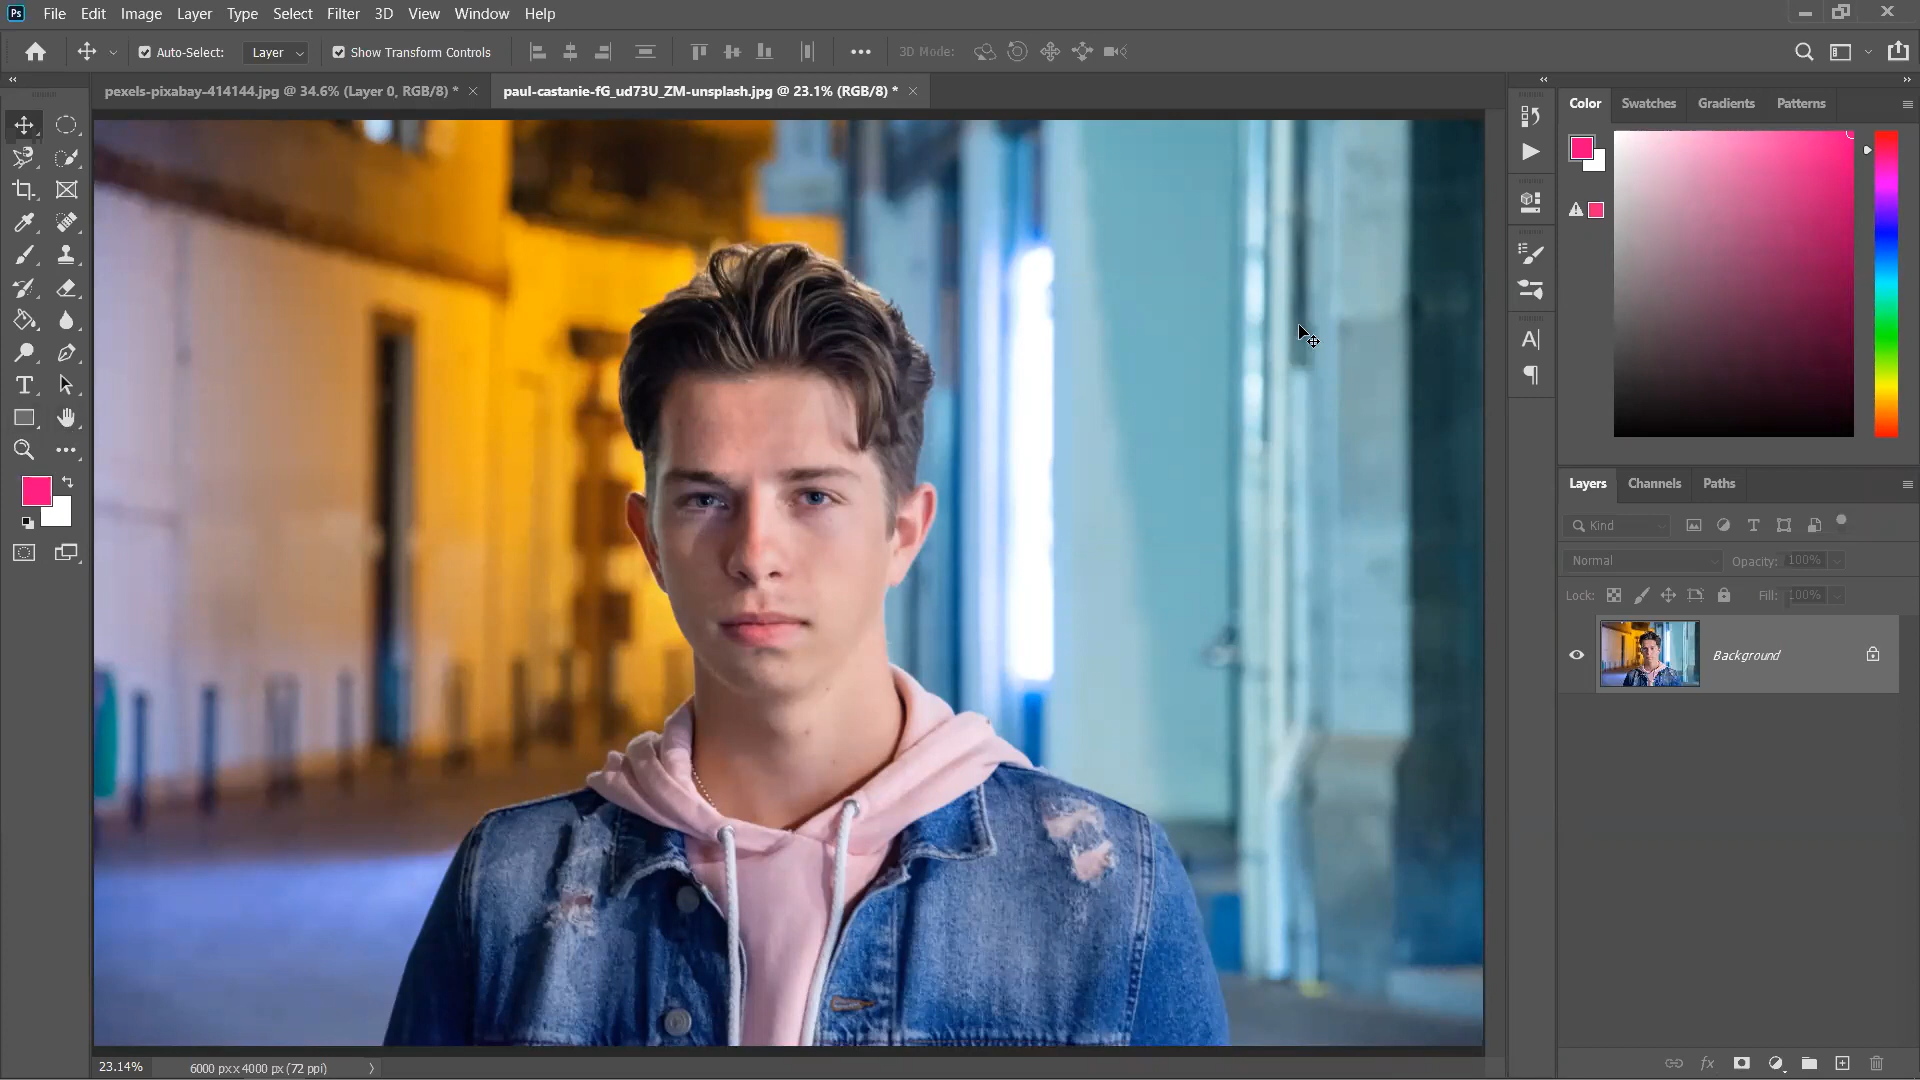 Ps File Edit Image Layer Type Select Filter 3D View Window Help
Auto-Select: Layer Show Transform Controls 3D Mode:
pexels-pixabay-414144.jpg @ 34.6% (Layer 0, RGB/8) * paul-castanie-fG_ud73U_ZM-unsplash.jpg @ 23.1% (RGB/8) *
Color Swatches Gradients Patterns
Layers Channels Paths
Kind
Normal Opacity: 100%
Lock: Fill: 100%
Background
fx
23.14% 6000 px x 4000 px (72 ppi)